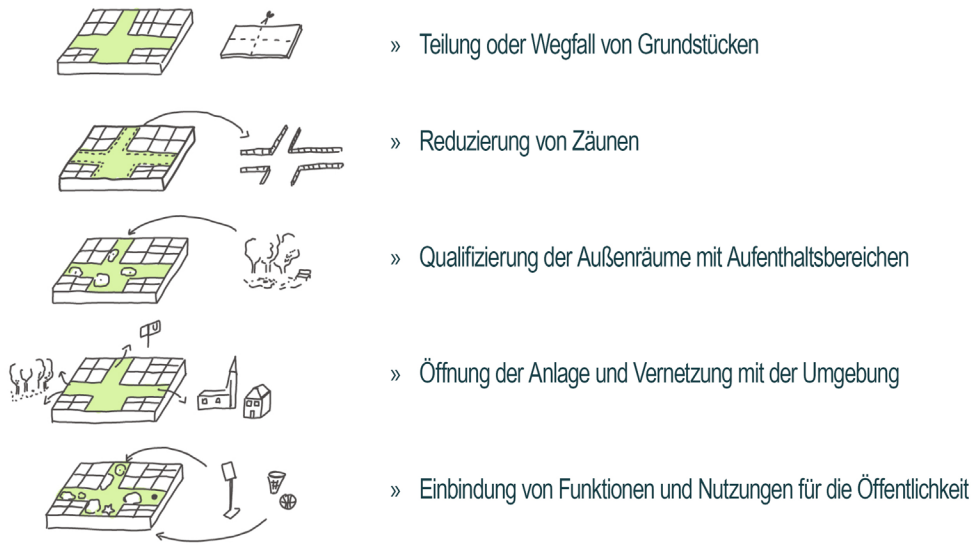 » Teilung oder Wegfall von Grundstücken
» Reduzierung von Zäunen
» Qualifizierung der Außenräume mit Aufenthaltsbereichen
» Öffnung der Anlage und Vernetzung mit der Umgebung
» Einbindung von Funktionen und Nutzungen für die Öffentlichkeit